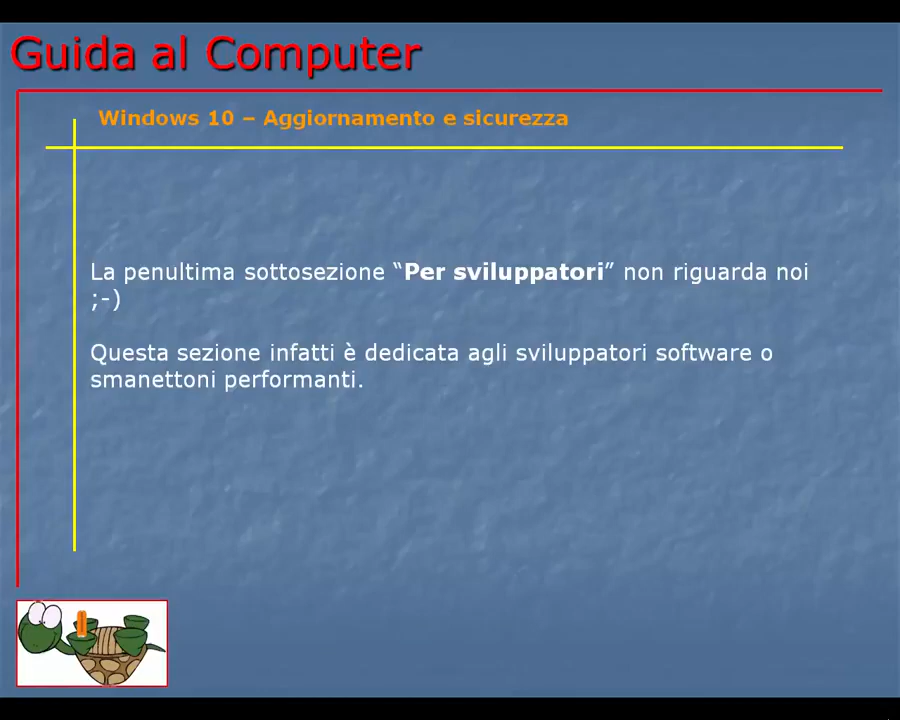 Guida al Computer
Windows 10 – Aggiornamento e sicurezza
La penultima sottosezione “Per sviluppatori” non riguarda noi
;-)
Questa sezione infatti è dedicata agli sviluppatori software o
smanettoni performanti.